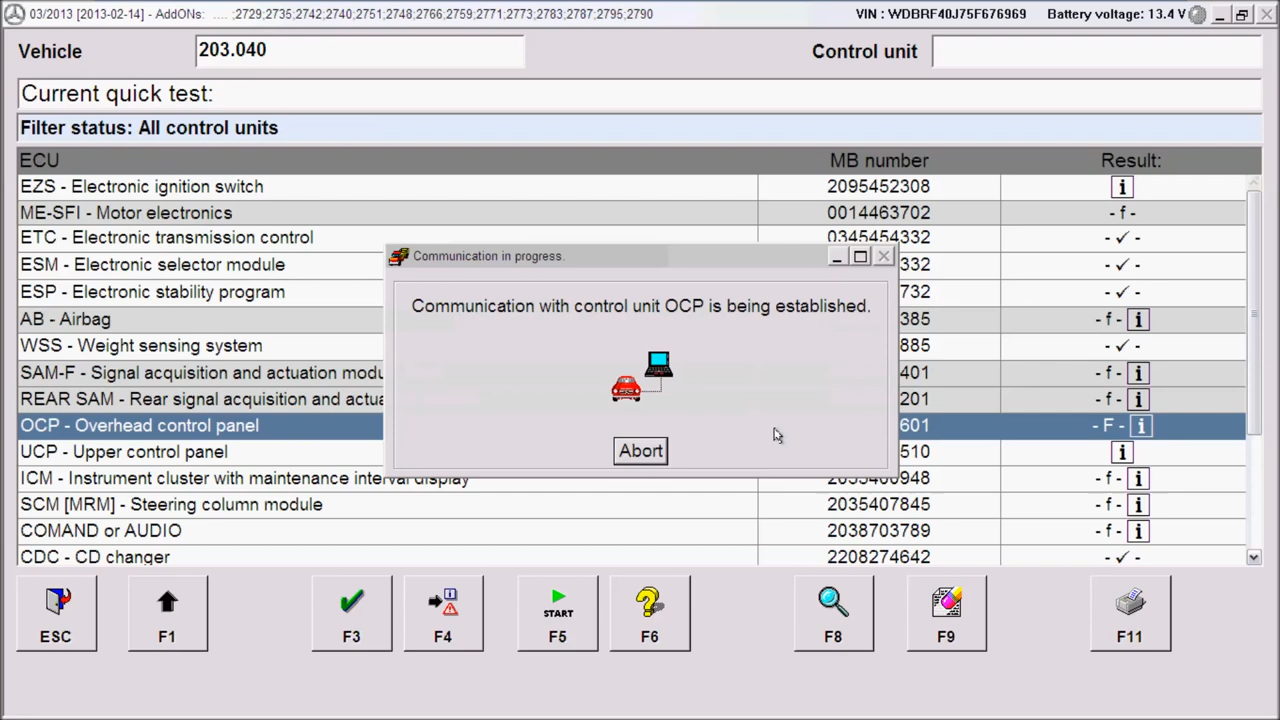 03/2013 [2013-02-14] - AddONs: .... ;2729;2735;2742;2740;2751;2748;2766;2759;2771;2773;2783;2787;2795;2790 VIN : WDBRF40J75F676969 Battery voltage: 13.4 V
Vehicle 203.040 Control unit
Current quick test:
Filter status: All control units
ECU MB number Result:
EZS - Electronic ignition switch 2095452308 i
ME-SFI - Motor electronics 0014463702 - f -
ETC - Electronic transmission control 0345454332 - ✓ -
ESM - Electronic selector module 332 - ✓ -
ESP - Electronic stability program 732 - ✓ -
AB - Airbag 385 - f - i
WSS - Weight sensing system 885 - ✓ -
SAM-F - Signal acquisition and actuation modu 401 - f - i
REAR SAM - Rear signal acquisition and actua 201 - f - i
OCP - Overhead control panel 601 - F - i
UCP - Upper control panel 510 i
ICM - Instrument cluster with maintenance interval display - f - i
SCM [MRM] - Steering column module 2035407845 - f - i
COMAND or AUDIO 2038703789 - f - i
CDC - CD changer 2208274642 - ✓ -
Communication in progress.
Communication with control unit OCP is being established.
Abort
START
ESC F1 F3 F4 F5 F6 F8 F9 F11